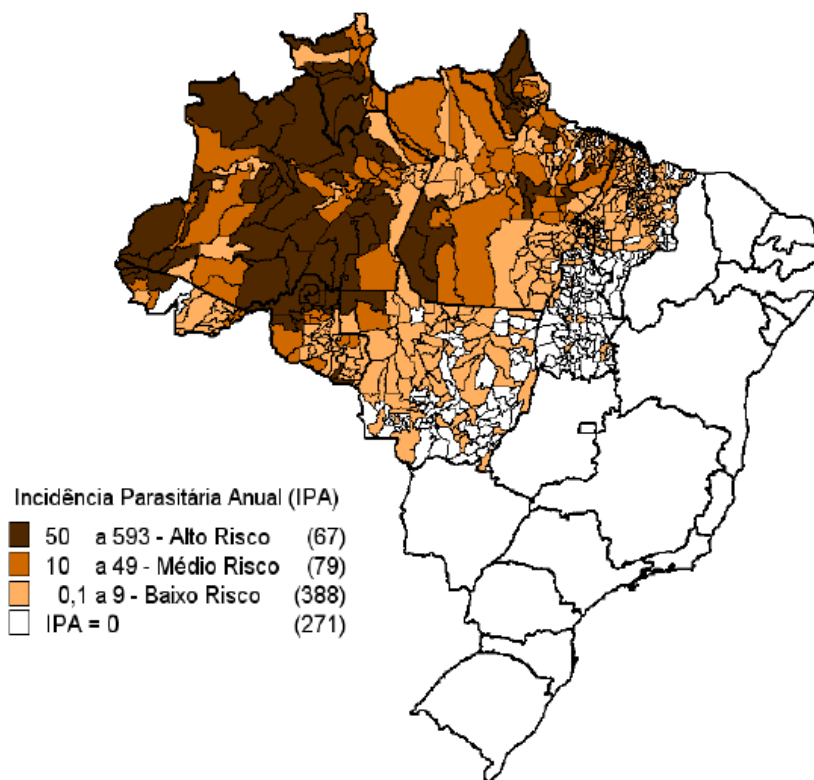 Incidência Parasitária Anual (IPA)
50 a 593 - Alto Risco (67)
10 a 49 - Médio Risco (79)
0,1 a 9 - Baixo Risco (388)
IPA = 0 (271)